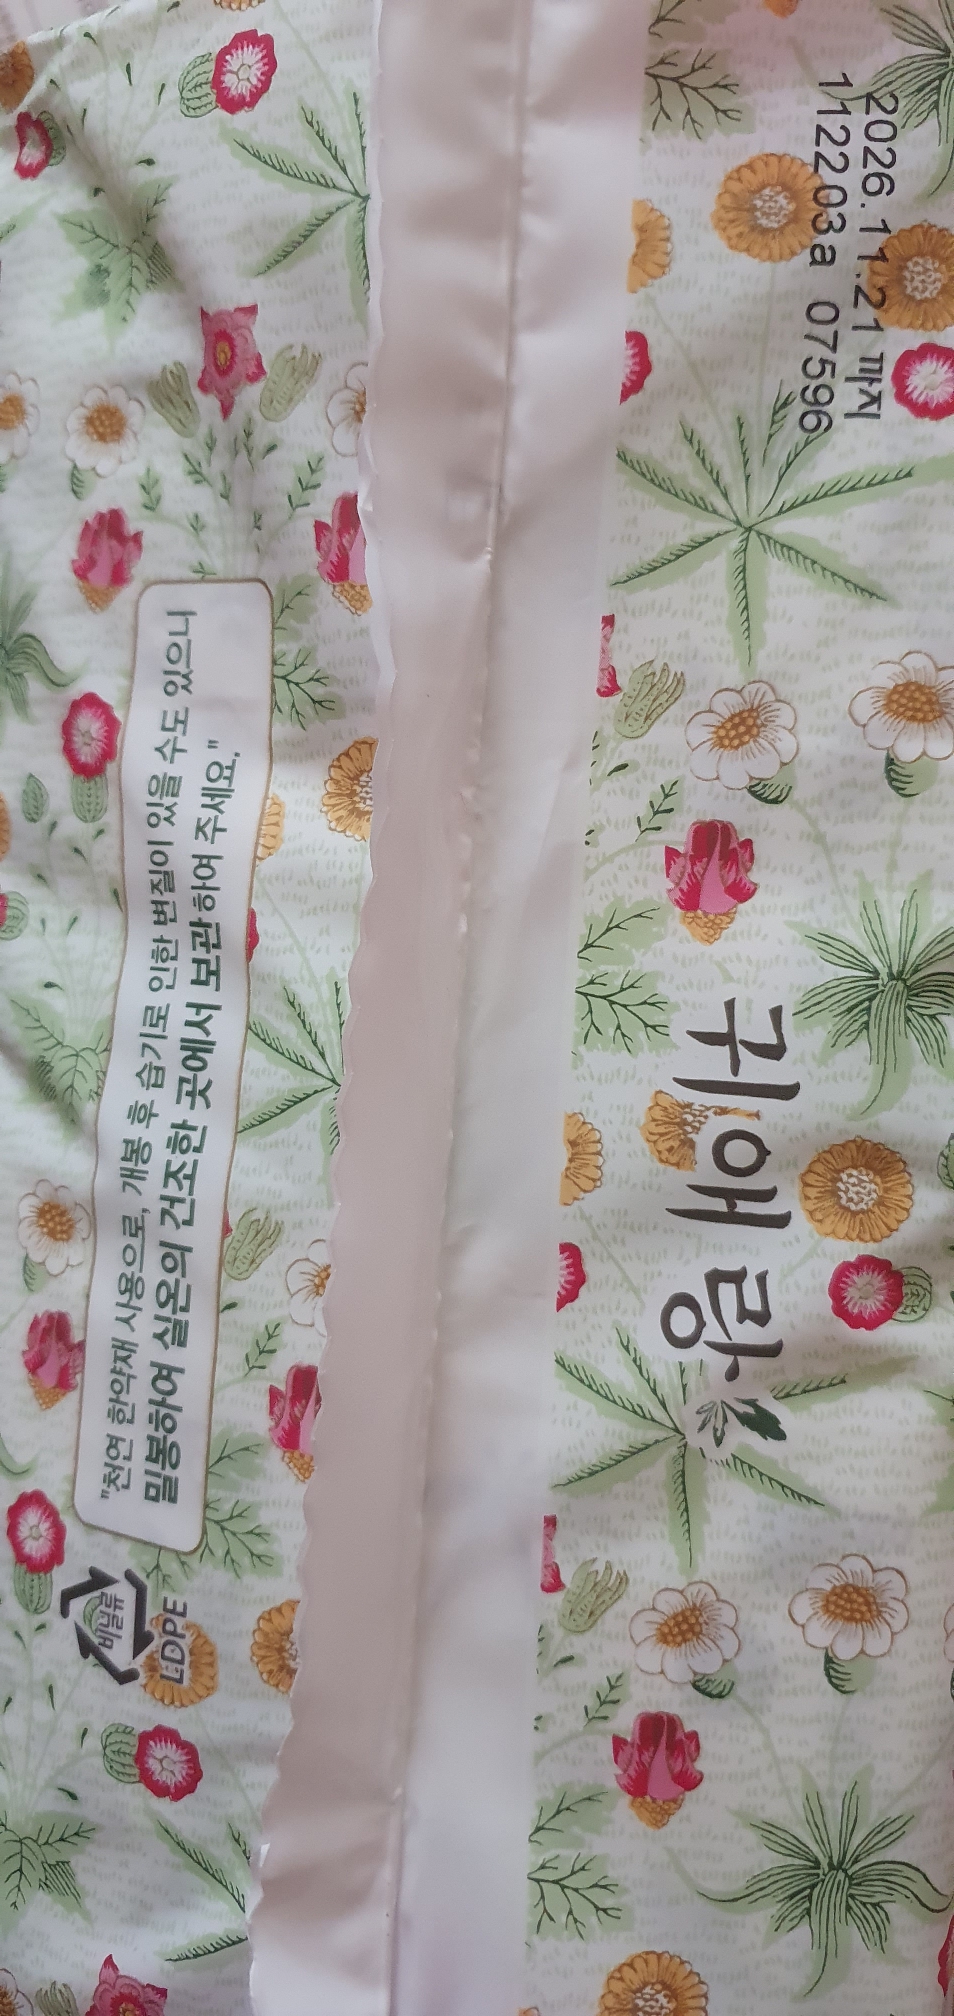 2026.11.21 까지
112203a 07596
귀애랑
"천연 한약재 사용으로, 개봉 후 습기로 인한 변질이 있을 수도 있으니
밀봉하여 실온의 건조한 곳에서 보관하여 주세요."
비닐류
LDPE